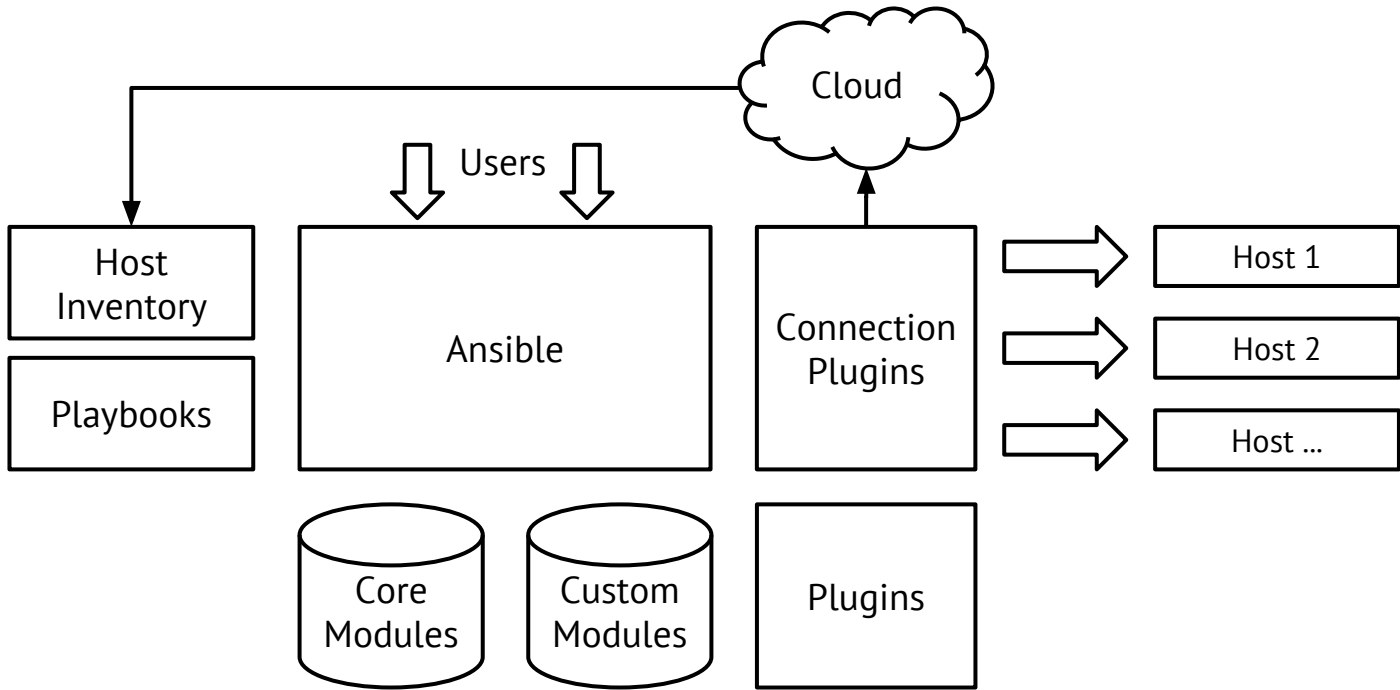 Cloud
Users
Host
Inventory
Playbooks
Ansible
Connection
Plugins
Host 1
Host 2
Host ...
Core
Modules
Custom
Modules
Plugins